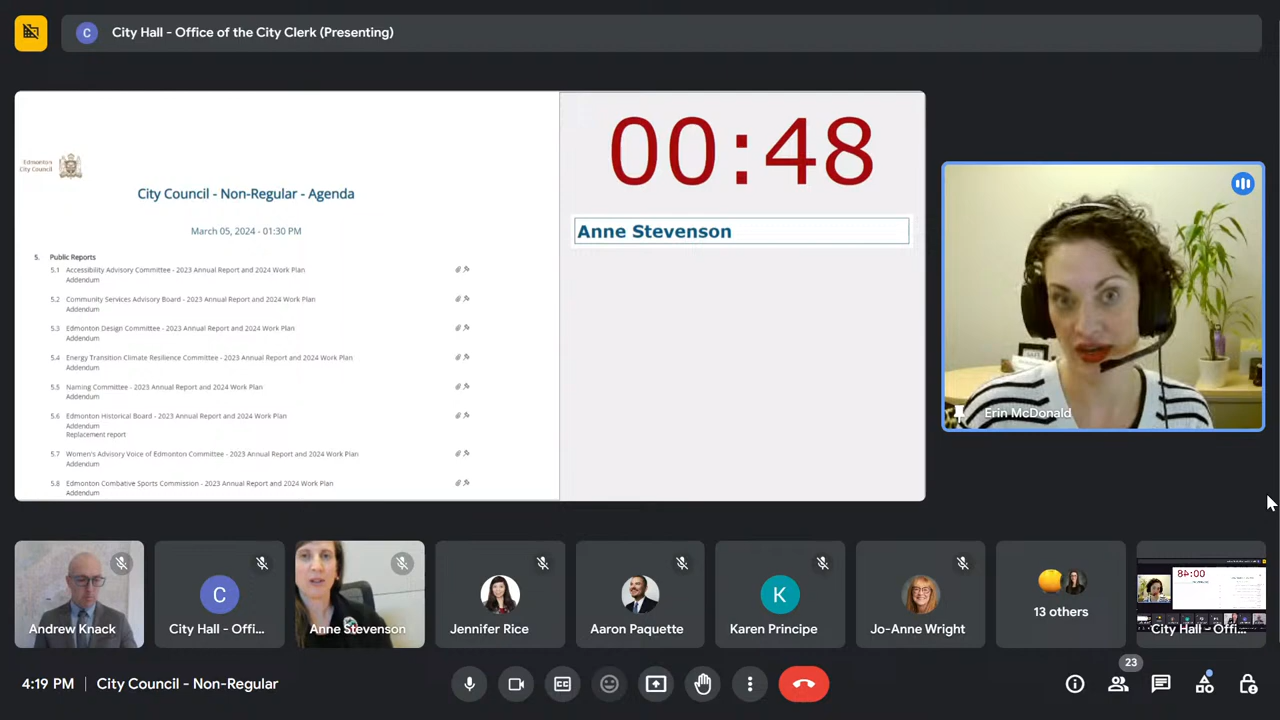 City Hall - Office of the City Clerk (Presenting)
Edmonton
City Council
City Council - Non-Regular - Agenda
March 05, 2024 - 01:30 PM
5. Public Reports
5.1 Accessibility Advisory Committee - 2023 Annual Report and 2024 Work Plan
Addendum
5.2 Community Services Advisory Board - 2023 Annual Report and 2024 Work Plan
Addendum
5.3 Edmonton Design Committee - 2023 Annual Report and 2024 Work Plan
Addendum
5.4 Energy Transition Climate Resilience Committee - 2023 Annual Report and 2024 Work Plan
Addendum
5.5 Naming Committee - 2023 Annual Report and 2024 Work Plan
Addendum
5.6 Edmonton Historical Board - 2023 Annual Report and 2024 Work Plan
Addendum
Replacement report
5.7 Women's Advisory Voice of Edmonton Committee - 2023 Annual Report and 2024 Work Plan
Addendum
5.8 Edmonton Combative Sports Commission - 2023 Annual Report and 2024 Work Plan
Addendum
00:48
Anne Stevenson
Erin McDonald
Andrew Knack
C
City Hall - Offi...
Anne Stevenson
Jennifer Rice
Aaron Paquette
K
Karen Principe
Jo-Anne Wright
13 others
City Hall - Offi...
4:19 PM | City Council - Non-Regular
23